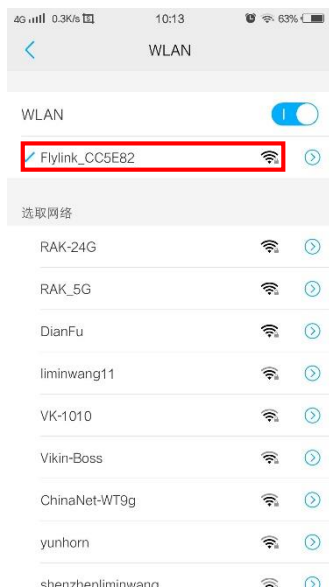 4G 0.3K/s 10:13 63%
WLAN
WLAN
Flylink_CC5E82
选取网络
RAK-24G
RAK_5G
DianFu
liminwang11
VK-1010
Vikin-Boss
ChinaNet-WT9g
yunhorn
shenzhenliminwang